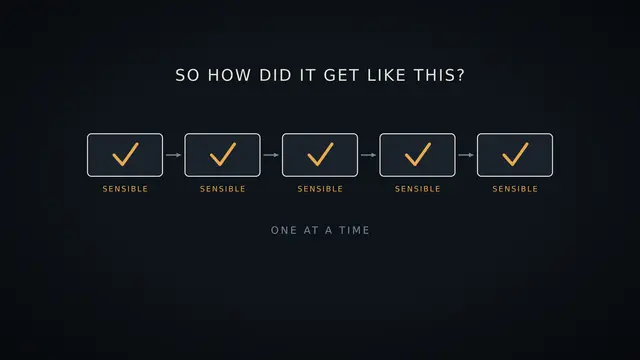 SO HOW DID IT GET LIKE THIS?
SENSIBLE SENSIBLE SENSIBLE SENSIBLE SENSIBLE
ONE AT A TIME